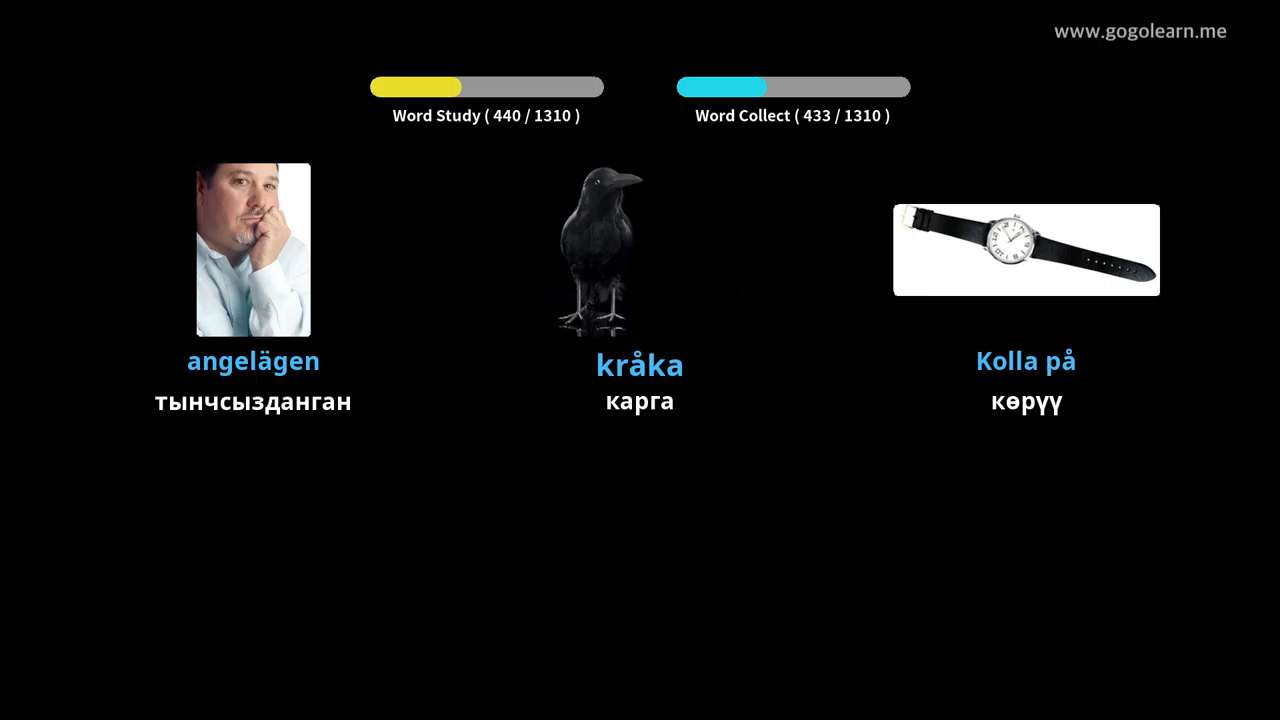 www.gogolearn.me
Word Study ( 440 / 1310 )
Word Collect ( 433 / 1310 )
angelägen
kråka
Kolla på
тынчсызданган
карга
көрүү